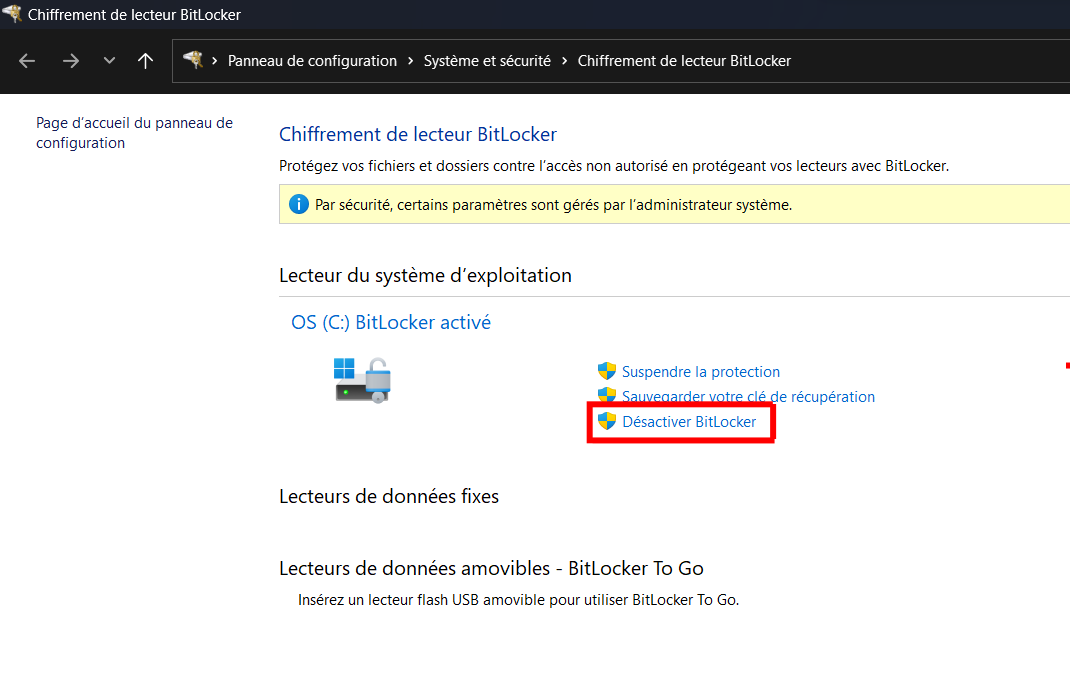 Chiffrement de lecteur BitLocker
Panneau de configuration > Système et sécurité > Chiffrement de lecteur BitLocker
Page d’accueil du panneau de
configuration
Chiffrement de lecteur BitLocker
Protégez vos fichiers et dossiers contre l’accès non autorisé en protégeant vos lecteurs avec BitLocker.
Par sécurité, certains paramètres sont gérés par l’administrateur système.
Lecteur du système d’exploitation
OS (C:) BitLocker activé
Suspendre la protection
Sauvegarder votre clé de récupération
Désactiver BitLocker
Lecteurs de données fixes
Lecteurs de données amovibles - BitLocker To Go
Insérez un lecteur flash USB amovible pour utiliser BitLocker To Go.